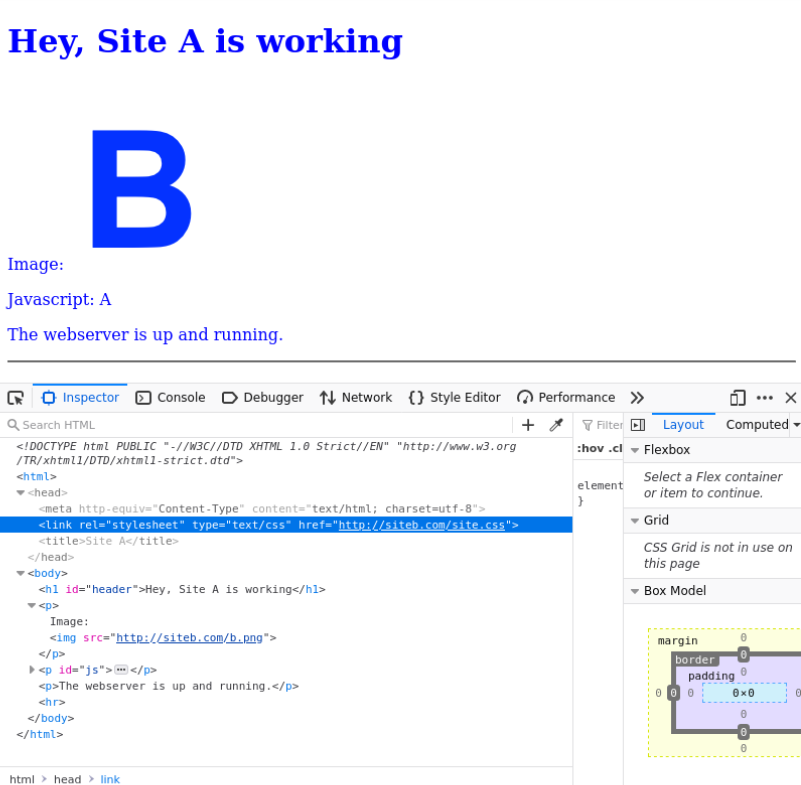 Hey, Site A is working
B
Image:
Javascript: A
The webserver is up and running.
Inspector Console Debugger Network Style Editor Performance
Search HTML
<!DOCTYPE html PUBLIC "-//W3C//DTD XHTML 1.0 Strict//EN" "http://www.w3.org
/TR/xhtml1/DTD/xhtml1-strict.dtd">
<html>
<head>
<meta http-equiv="Content-Type" content="text/html; charset=utf-8">
<link rel="stylesheet" type="text/css" href="http://siteb.com/site.css">
<title>Site A</title>
</head>
<body>
<h1 id="header">Hey, Site A is working</h1>
<p>
Image:
<img src="http://siteb.com/b.png">
</p>
<p id="js"></p>
<p>The webserver is up and running.</p>
<hr>
</body>
</html>
html > head > link
Filter
:hov .cl
element
}
Layout Computed
Flexbox
Select a Flex container
or item to continue.
Grid
CSS Grid is not in use on
this page
Box Model
margin 0
border 0
padding 0
0 0 0 0×0 0
0
0
0